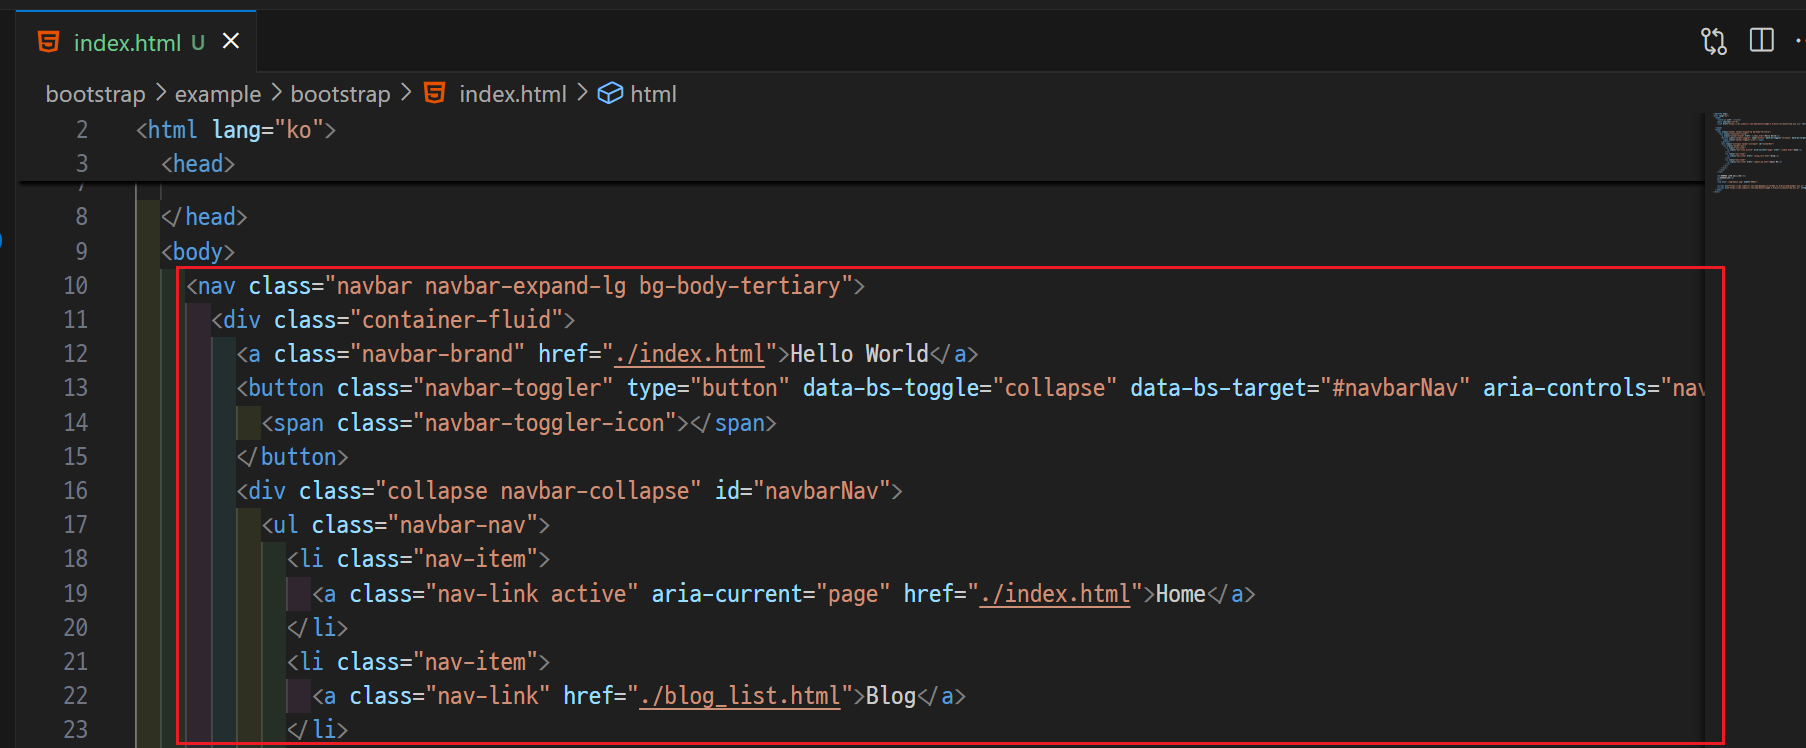 index.html U
bootstrap > example > bootstrap > index.html > html
2 <html lang="ko">
3 <head>
8 </head>
9 <body>
10 <nav class="navbar navbar-expand-lg bg-body-tertiary">
11 <div class="container-fluid">
12 <a class="navbar-brand" href="./index.html">Hello World</a>
13 <button class="navbar-toggler" type="button" data-bs-toggle="collapse" data-bs-target="#navbarNav" aria-controls="nav
14 <span class="navbar-toggler-icon"></span>
15 </button>
16 <div class="collapse navbar-collapse" id="navbarNav">
17 <ul class="navbar-nav">
18 <li class="nav-item">
19 <a class="nav-link active" aria-current="page" href="./index.html">Home</a>
20 </li>
21 <li class="nav-item">
22 <a class="nav-link" href="./blog_list.html">Blog</a>
23 </li>